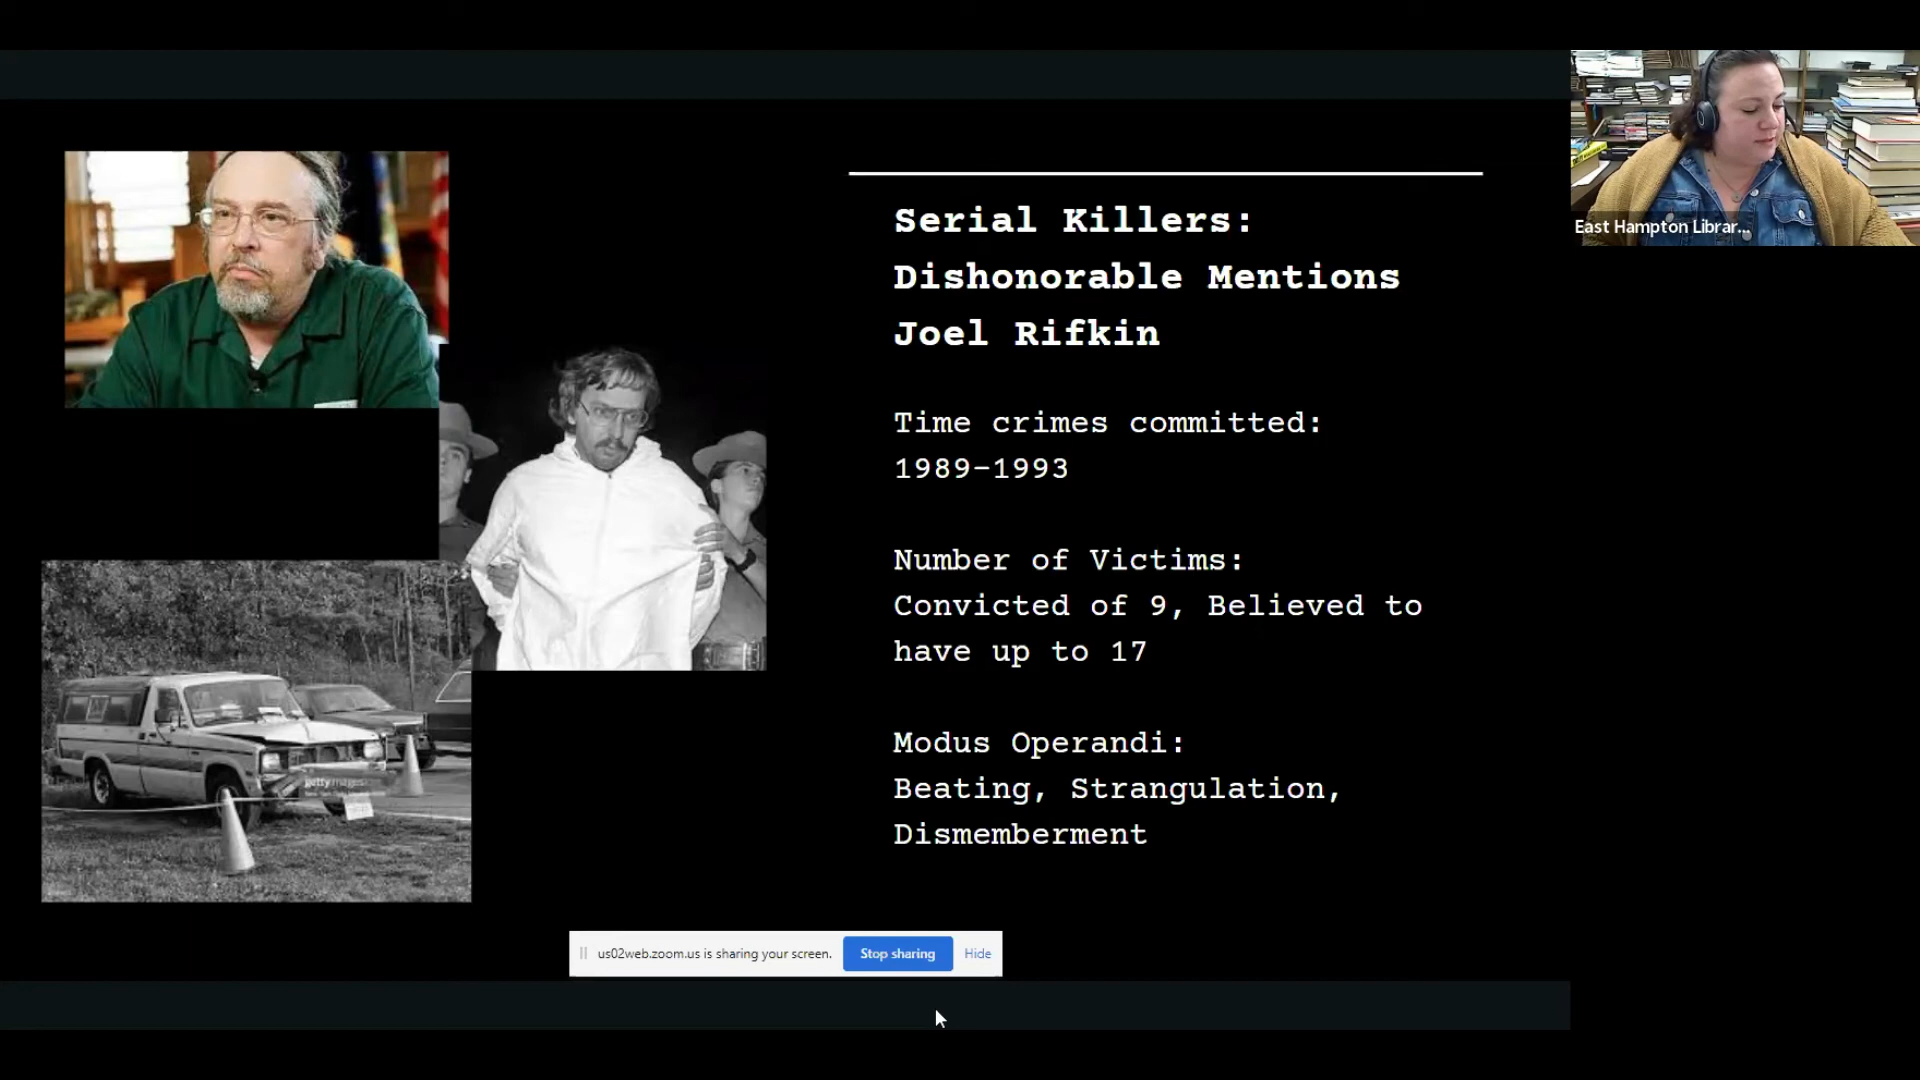 Serial Killers:
Dishonorable Mentions
Joel Rifkin
Time crimes committed:
1989-1993
Number of Victims:
Convicted of 9, Believed to
have up to 17
Modus Operandi:
Beating, Strangulation,
Dismemberment
East Hampton Librar...
gettyimages
us02web.zoom.us is sharing your screen.
Stop sharing
Hide